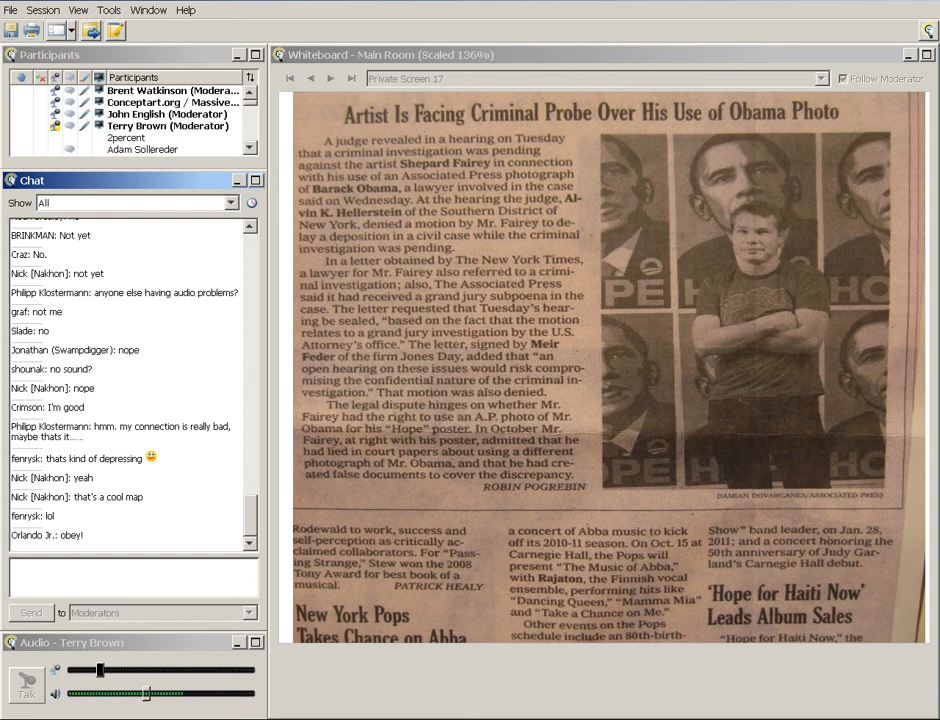 File Session View Tools Window Help
Participants
Participants
Brent Watkinson (Modera...
Conceptart.org / Massive...
John English (Moderator)
Terry Brown (Moderator)
2percent
Adam Sollereder
Chat
Show All
BRINKMAN: Not yet
Craz: No.
Nick [Nakhon]: not yet
Philipp Klostermann: anyone else having audio problems?
graf: not me
Slade: no
Jonathan (Swampdigger): nope
shounak: no sound?
Nick [Nakhon]: nope
Crimson: I'm good
Philipp Klostermann: hmm. my connection is really bad,
maybe thats it......
fenrysk: thats kind of depressing
Nick [Nakhon]: yeah
Nick [Nakhon]: that's a cool map
fenrysk: lol
Orlando Jr.: obey!
Send to Moderators
Audio - Terry Brown
Talk
Whiteboard - Main Room (Scaled 136%)
Private Screen 17
Follow Moderator
Artist Is Facing Criminal Probe Over His Use of Obama Photo
A judge revealed in a hearing on Tuesday
that a criminal investigation was pending
against the artist Shepard Fairey in connection
with his use of an Associated Press photograph
of Barack Obama, a lawyer involved in the case
said on Wednesday. At the hearing the judge, Al-
vin K. Hellerstein of the Southern District of
New York, denied a motion by Mr. Fairey to de-
lay a deposition in a civil case while the criminal
investigation was pending.
In a letter obtained by The New York Times,
a lawyer for Mr. Fairey also referred to a crimi-
nal investigation; also, The Associated Press
said it had received a grand jury subpoena in the
case. The letter requested that Tuesday's hear-
ing be sealed, "based on the fact that the motion
relates to a grand jury investigation by the U.S.
Attorney's office." The letter, signed by Meir
Feder of the firm Jones Day, added that "an
open hearing on these issues would risk compro-
mising the confidential nature of the criminal in-
vestigation." That motion was also denied.
The legal dispute hinges on whether Mr.
Fairey had the right to use an A.P. photo of Mr.
Obama for his "Hope" poster. In October Mr.
Fairey, at right with his poster, admitted that he
had lied in court papers about using a different
photograph of Mr. Obama, and that he had cre-
ated false documents to cover the discrepancy.
ROBIN POGREBIN
PE H HO
OPE H HO
DAMIAN DOVARGANES/ASSOCIATED PRESS
Rodewald to work, success and
self-perception as critically ac-
claimed collaborators. For "Pass-
ing Strange," Stew won the 2008
Tony Award for best book of a
musical. PATRICK HEALY
New York Pops
Takes Chance on Abba
a concert of Abba music to kick
off its 2010-11 season. On Oct. 15 at
Carnegie Hall, the Pops will
present "The Music of Abba,"
with Rajaton, the Finnish vocal
ensemble, performing hits like
"Dancing Queen," "Mamma Mia"
and "Take a Chance on Me."
Other events on the Pops
schedule include an 80th-birth-
Show" band leader, on Jan. 28,
2011; and a concert honoring the
50th anniversary of Judy Gar-
land's Carnegie Hall debut.
'Hope for Haiti Now'
Leads Album Sales
"Hope for Haiti Now," the